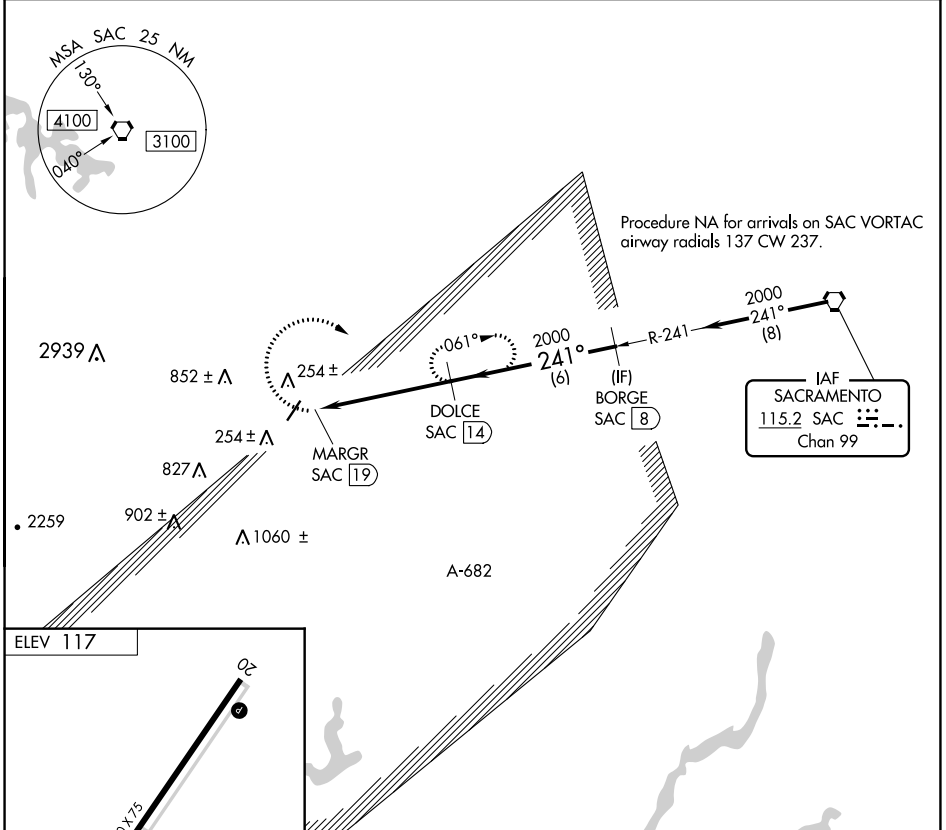 MSA SAC 25 NM
130°
4100
3100
040°
Procedure NA for arrivals on SAC VORTAC
airway radials 137 CW 237.
2000
241°
(8)
R-241
2000
241°
(6)
061°
(IF)
BORGE
SAC 8
DOLCE
SAC 14
MARGR
SAC 19
IAF
SACRAMENTO
115.2 SAC
Chan 99
2939
852 ±
254 ±
254 ±
827
902 ±
2259
1060 ±
A-682
ELEV 117
20
X 75